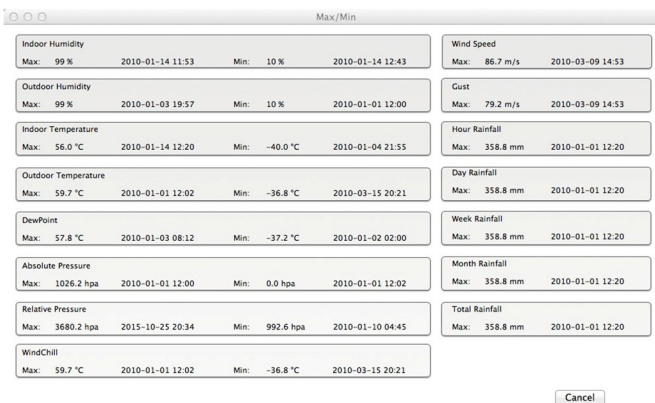 Max/Min
Indoor Humidity
Max: 99 % 2010-01-14 11:53 Min: 10 % 2010-01-14 12:43
Outdoor Humidity
Max: 99 % 2010-01-03 19:57 Min: 10 % 2010-01-01 12:00
Indoor Temperature
Max: 56.0 °C 2010-01-14 12:20 Min: -40.0 °C 2010-01-04 21:55
Outdoor Temperature
Max: 59.7 °C 2010-01-01 12:02 Min: -36.8 °C 2010-03-15 20:21
DewPoint
Max: 57.8 °C 2010-01-03 08:12 Min: -37.2 °C 2010-01-02 02:00
Absolute Pressure
Max: 1026.2 hpa 2010-01-01 12:00 Min: 0.0 hpa 2010-01-01 12:02
Relative Pressure
Max: 3680.2 hpa 2015-10-25 20:34 Min: 992.6 hpa 2010-01-10 04:45
WindChill
Max: 59.7 °C 2010-01-01 12:02 Min: -36.8 °C 2010-03-15 20:21
Wind Speed
Max: 86.7 m/s 2010-03-09 14:53
Gust
Max: 79.2 m/s 2010-03-09 14:53
Hour Rainfall
Max: 358.8 mm 2010-01-01 12:20
Day Rainfall
Max: 358.8 mm 2010-01-01 12:20
Week Rainfall
Max: 358.8 mm 2010-01-01 12:20
Month Rainfall
Max: 358.8 mm 2010-01-01 12:20
Total Rainfall
Max: 358.8 mm 2010-01-01 12:20
Cancel